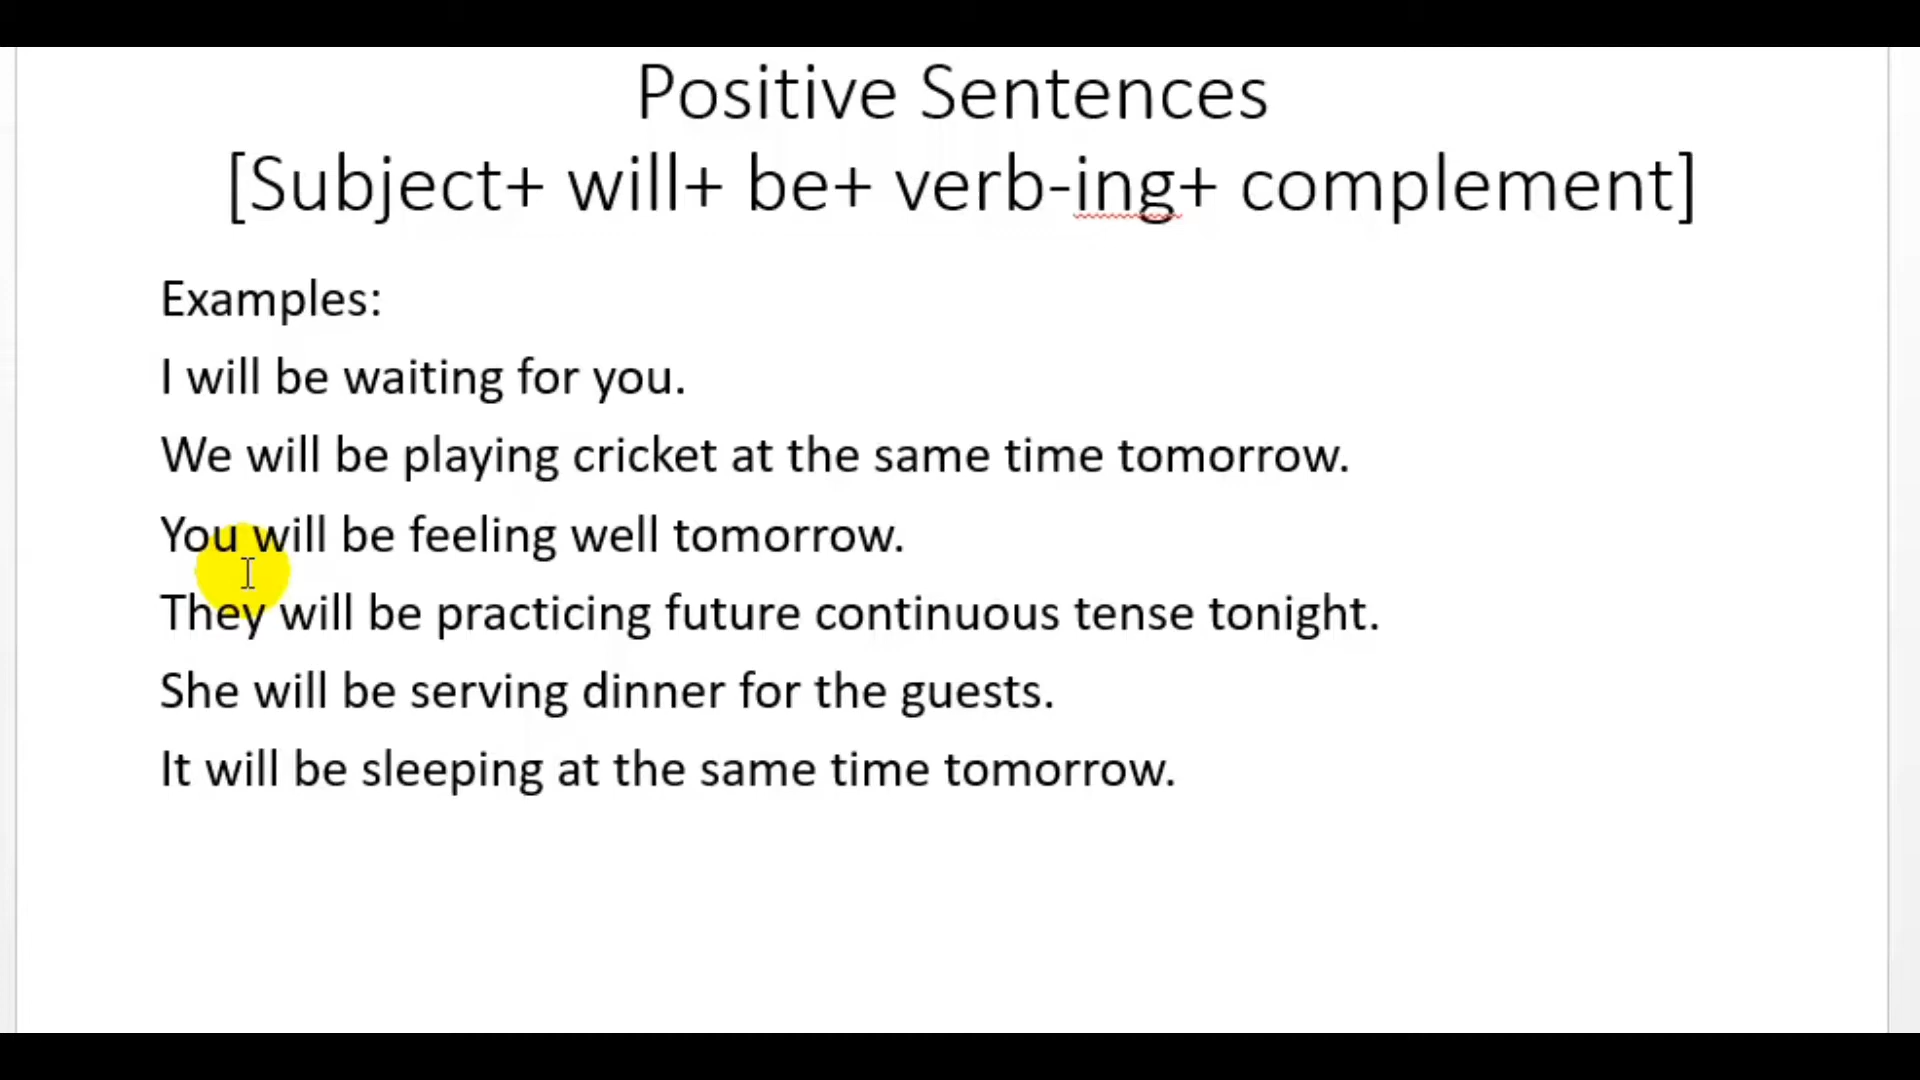 Positive Sentences
[Subject+ will+ be+ verb-ing+ complement]
Examples:
I will be waiting for you.
We will be playing cricket at the same time tomorrow.
You will be feeling well tomorrow.
They will be practicing future continuous tense tonight.
She will be serving dinner for the guests.
It will be sleeping at the same time tomorrow.